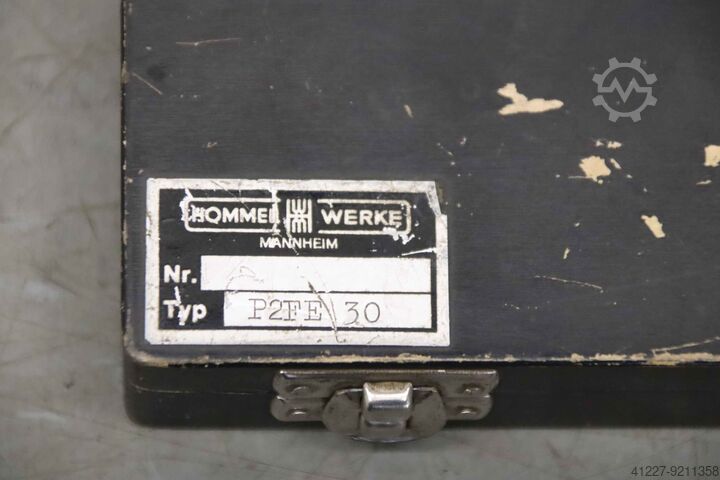 HOMMEL WERKE
MANNHEIM
Nr.
Typ P2FE 30
41227-9211358